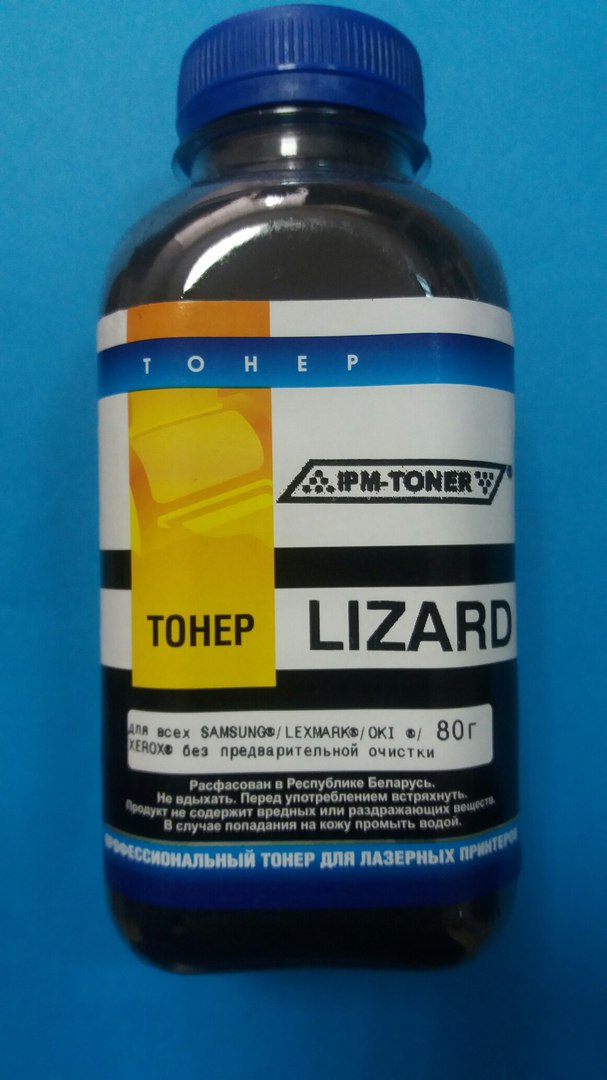 ТОНЕР
IPM-TONER®
ТОНЕР
LIZARD
для всех SAMSUNG®/LEXMARK®/OKI ®/ 80г
XEROX® без предварительной очистки
Расфасован в Республике Беларусь.
Не вдыхать. Перед употреблением встряхнуть.
Продукт не содержит вредных или раздражающих веществ.
В случае попадания на кожу промыть водой.
ПРОФЕССИОНАЛЬНЫЙ ТОНЕР ДЛЯ ЛАЗЕРНЫХ ПРИНТЕРОВ